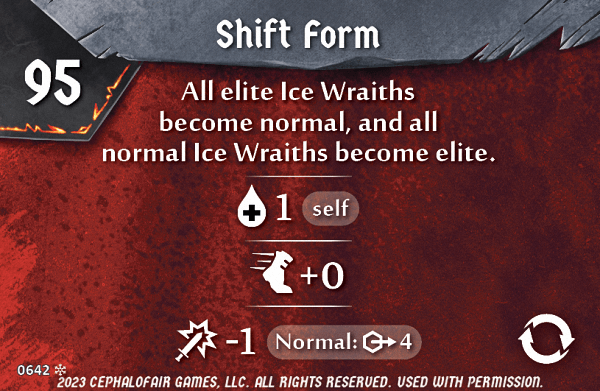 Shift Form
95
All elite Ice Wraiths
become normal, and all
normal Ice Wraiths become elite.
1 self
+0
-1 Normal: 4
0642
2023 CEPHALOFAIR GAMES, LLC. ALL RIGHTS RESERVED. USED WITH PERMISSION.